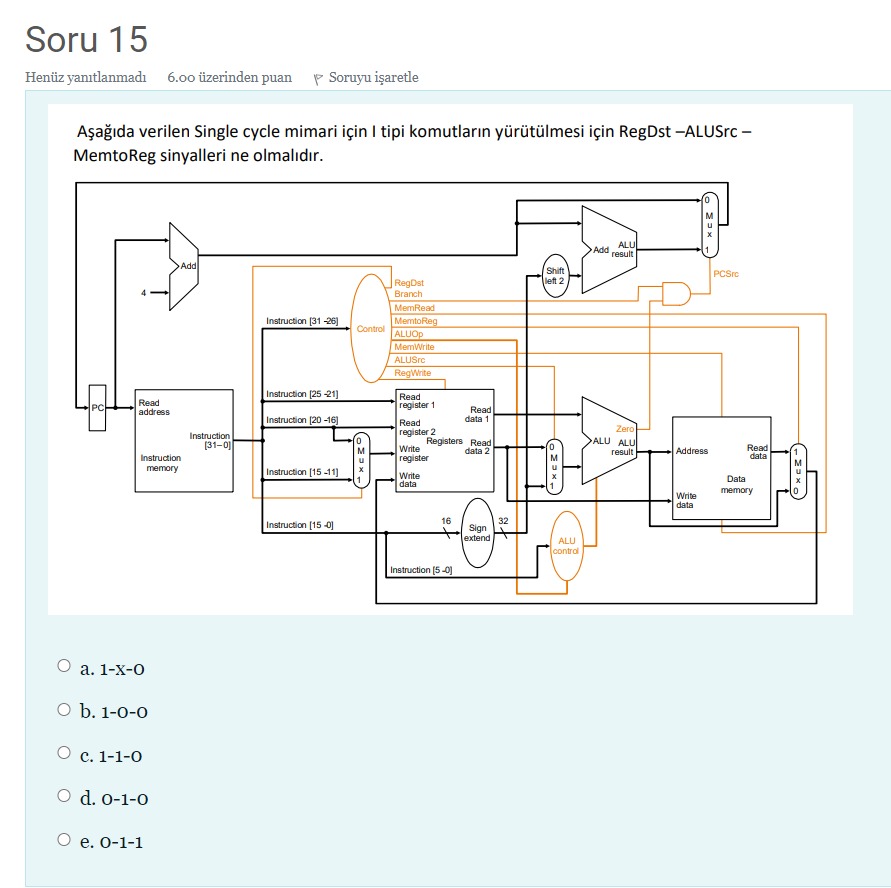 Soru 15
Henüz yanıtlanmadı 6.00 üzerinden puan Soruyu işaretle
Aşağıda verilen Single cycle mimari için I tipi komutların yürütülmesi için RegDst –ALUSrc –
MemtoReg sinyalleri ne olmalıdır.
0
M
u
x
1
Add
ALU
result
Add
4
Shift
left 2
PCSrc
RegDst
Branch
MemRead
MemtoReg
ALUOp
MemWrite
ALUSrc
RegWrite
Control
Instruction [31 -26]
Instruction [25 -21]
Instruction [20 -16]
Instruction [15 -11]
Instruction [15 -0]
Instruction [5 -0]
PC
Read
address
Instruction
[31–0]
Instruction
memory
0
M
u
x
1
Read
register 1
Read
register 2
Write
register
Write
data
Registers
Read
data 1
Read
data 2
0
M
u
x
1
Zero
ALU
ALU
result
Address
Read
data
Data
memory
Write
data
1
M
u
x
0
16
Sign
extend
32
ALU
control
a. 1-x-0
b. 1-0-0
c. 1-1-0
d. 0-1-0
e. 0-1-1